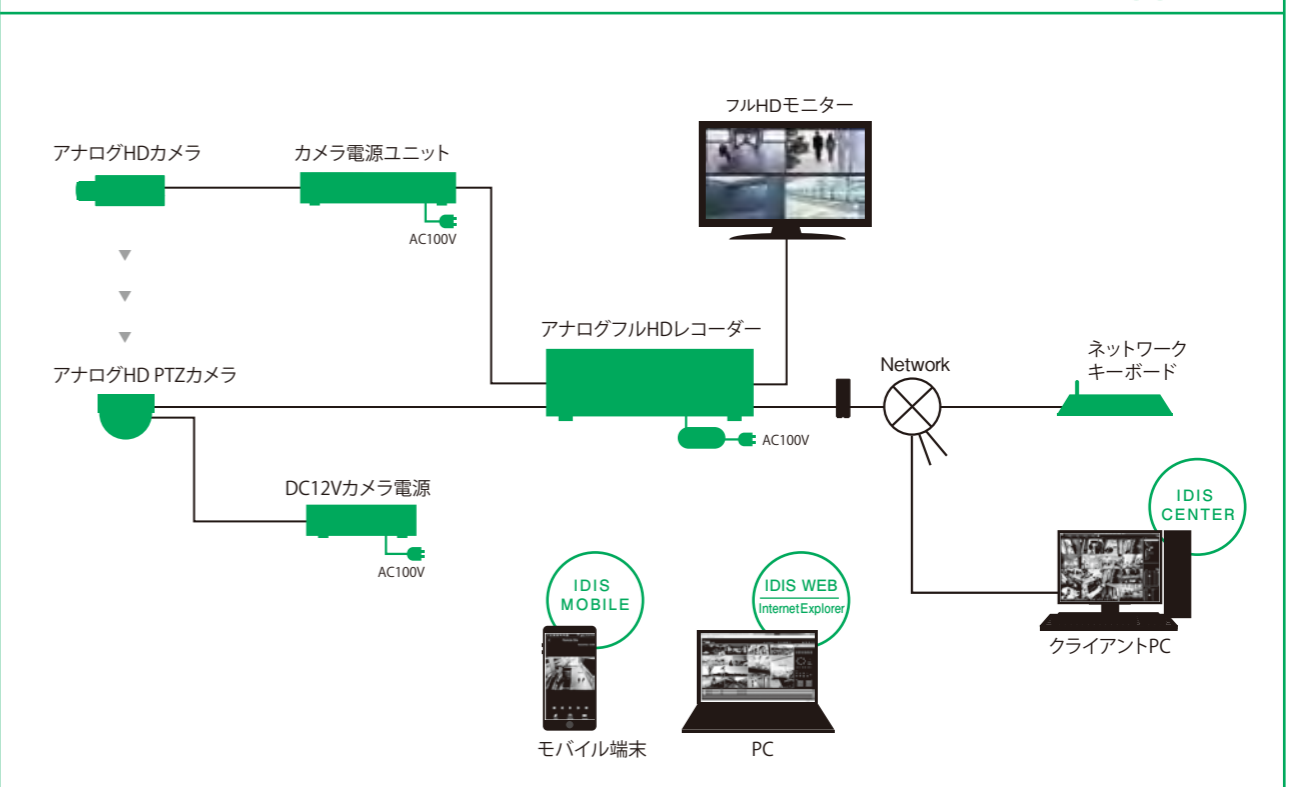 フルHDモニター
アナログHDカメラ
カメラ電源ユニット
AC100V
アナログフルHDレコーダー
ネットワーク
キーボード
Network
アナログHD PTZカメラ
AC100V
DC12Vカメラ電源
AC100V
IDIS
CENTER
IDIS
MOBILE
IDIS WEB
InternetExplorer
クライアントPC
モバイル端末
PC